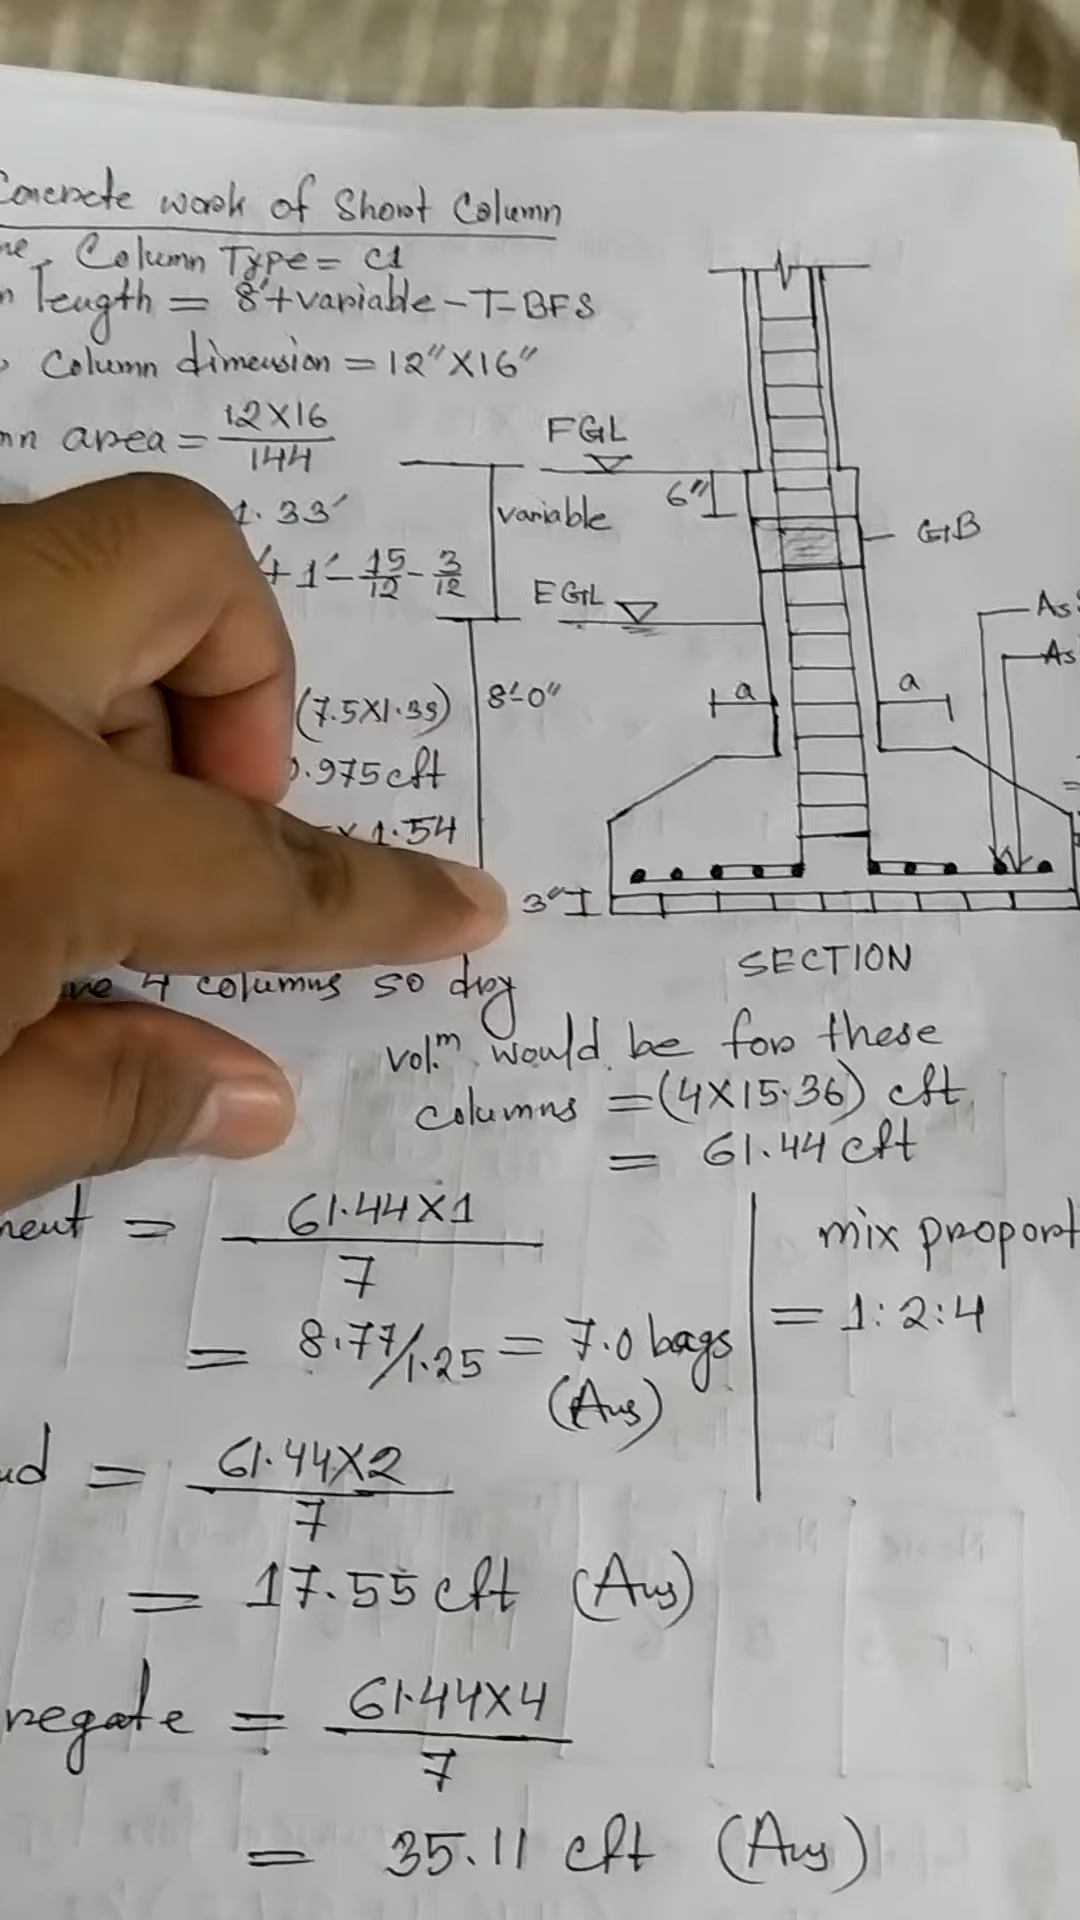 Concrete work of Short Column
Column Type = C1
length = 8'+variable-T-BFS
Column dimension = 12"X16"
area = 12X16
144
1.33'
+1'- 15/12 - 3/12
(7.5X1.33)
.975 cft
X 1.54
4 columns so dry
vol.m would be for these
columns = (4X15.36) cft
= 61.44 cft
= 61.44X1
7
= 8.77/1.25 = 7.0 bags
(Ans)
mix proport
= 1:2:4
= 61.44X2
7
= 17.55 cft (Ans)
regate = 61.44X4
7
= 35.11 cft (Ans)
FGL
variable
6"
GB
EGL
As
As
8'-0"
a
a
3"
SECTION